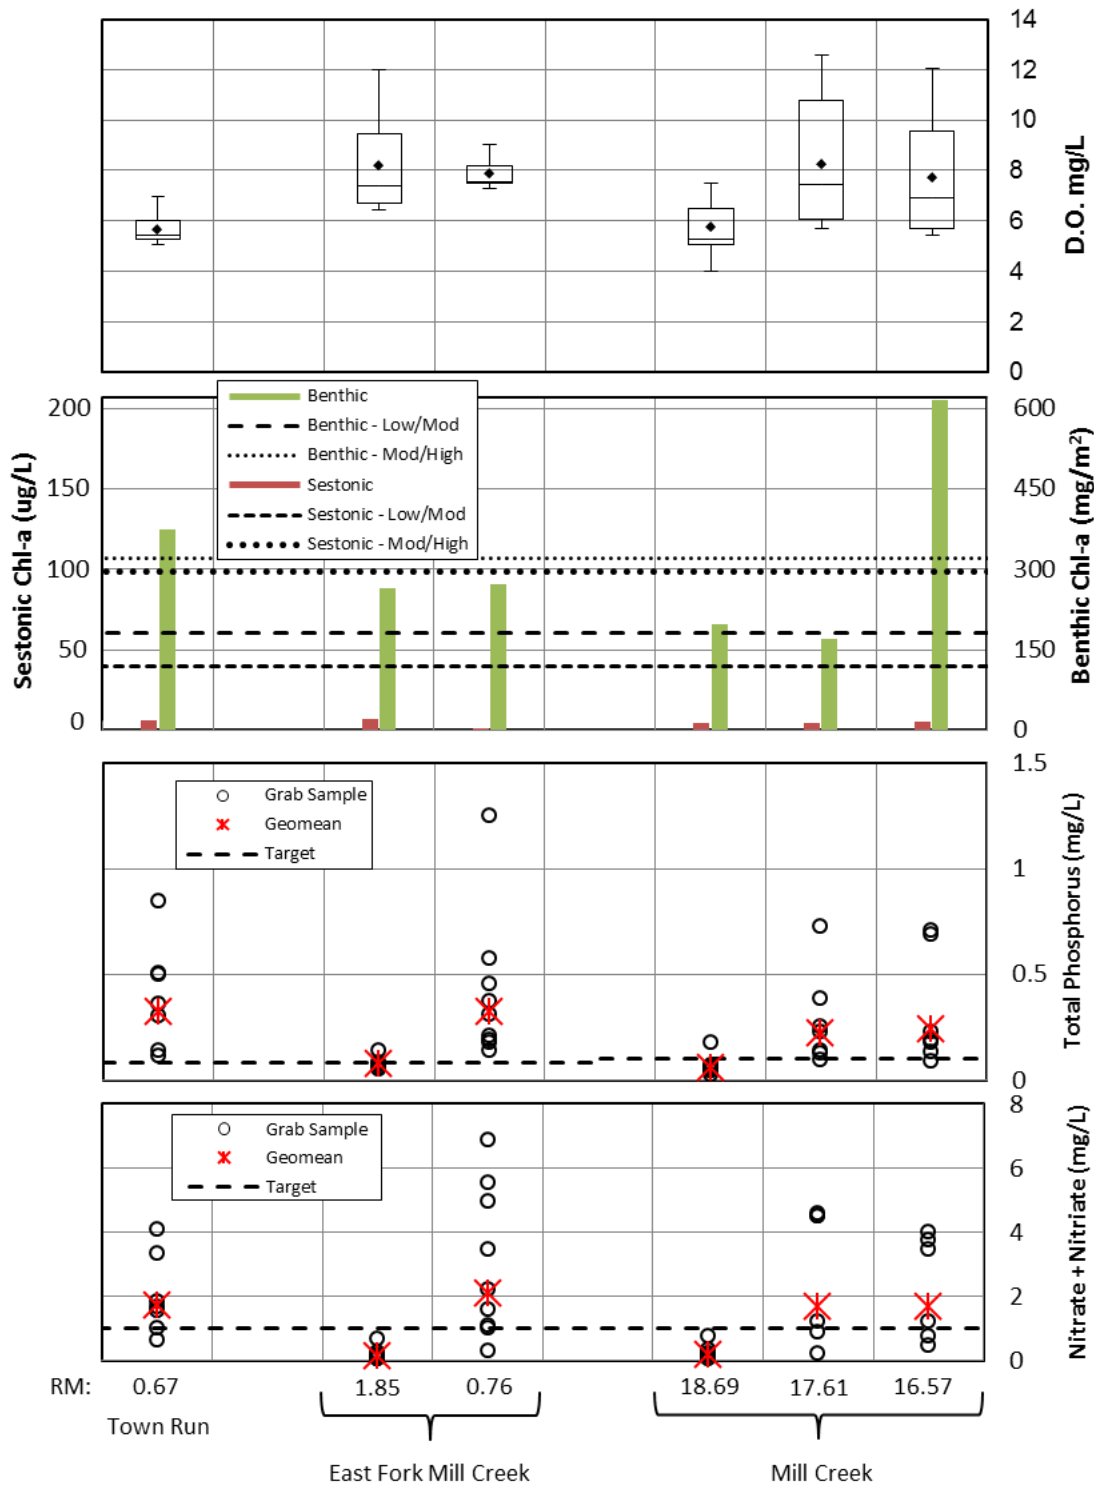 14
12
10
8
6
4
2
0
D.O. mg/L
Benthic
Benthic - Low/Mod
Benthic - Mod/High
Sestonic
Sestonic - Low/Mod
Sestonic - Mod/High
200
150
100
50
0
Sestonic Chl-a (ug/L)
600
450
300
150
0
Benthic Chl-a (mg/m²)
Grab Sample
Geomean
Target
1.5
1
0.5
0
Total Phosphorus (mg/L)
Grab Sample
Geomean
Target
8
6
4
2
0
Nitrate + Nitriate (mg/L)
RM: 0.67 1.85 0.76 18.69 17.61 16.57
Town Run
East Fork Mill Creek Mill Creek